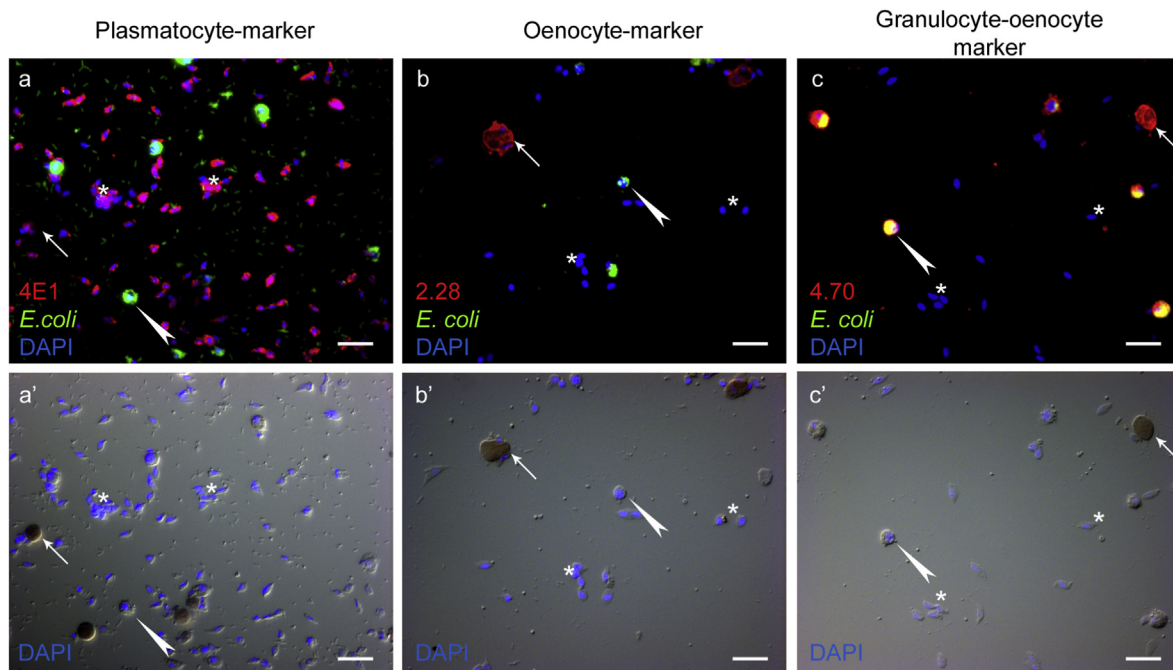 Plasmatocyte-marker
Oenocyte-marker
Granulocyte-oenocyte
marker
a
4E1
E.coli
DAPI
b
2.28
E. coli
DAPI
c
4.70
E. coli
DAPI
a'
DAPI
b'
DAPI
c'
DAPI